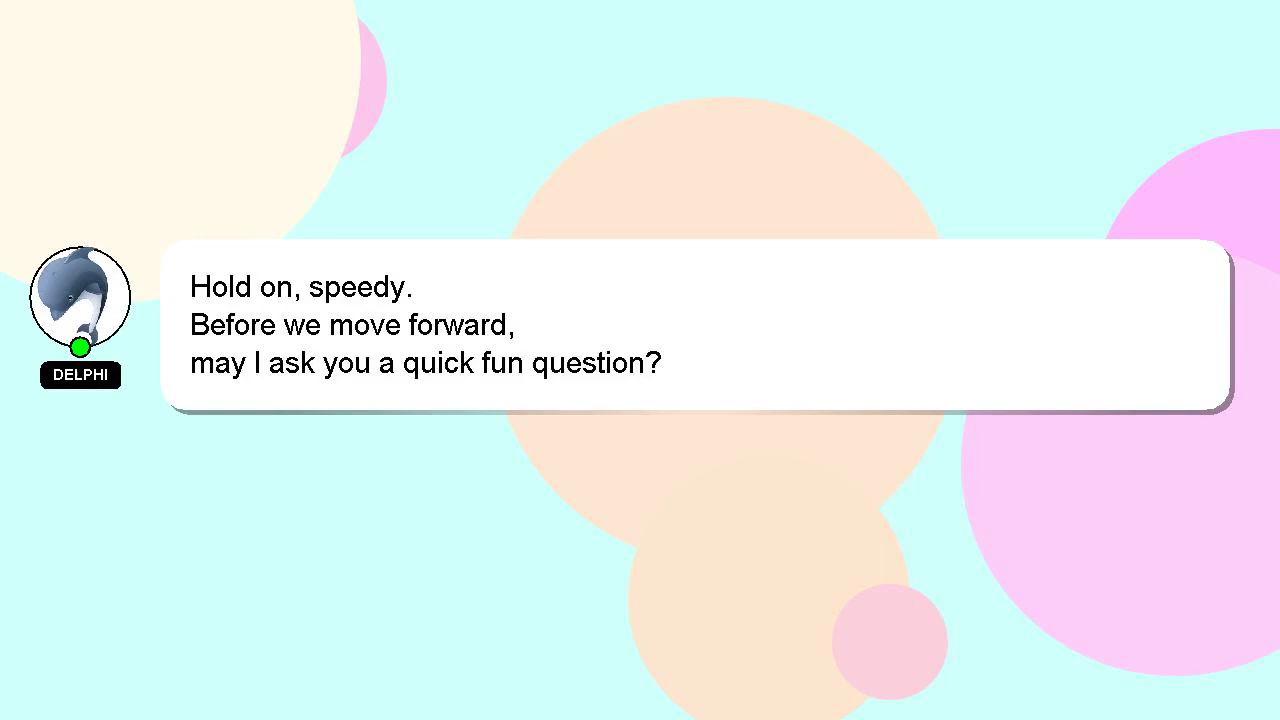 Hold on, speedy.
Before we move forward,
may I ask you a quick fun question?
DELPHI